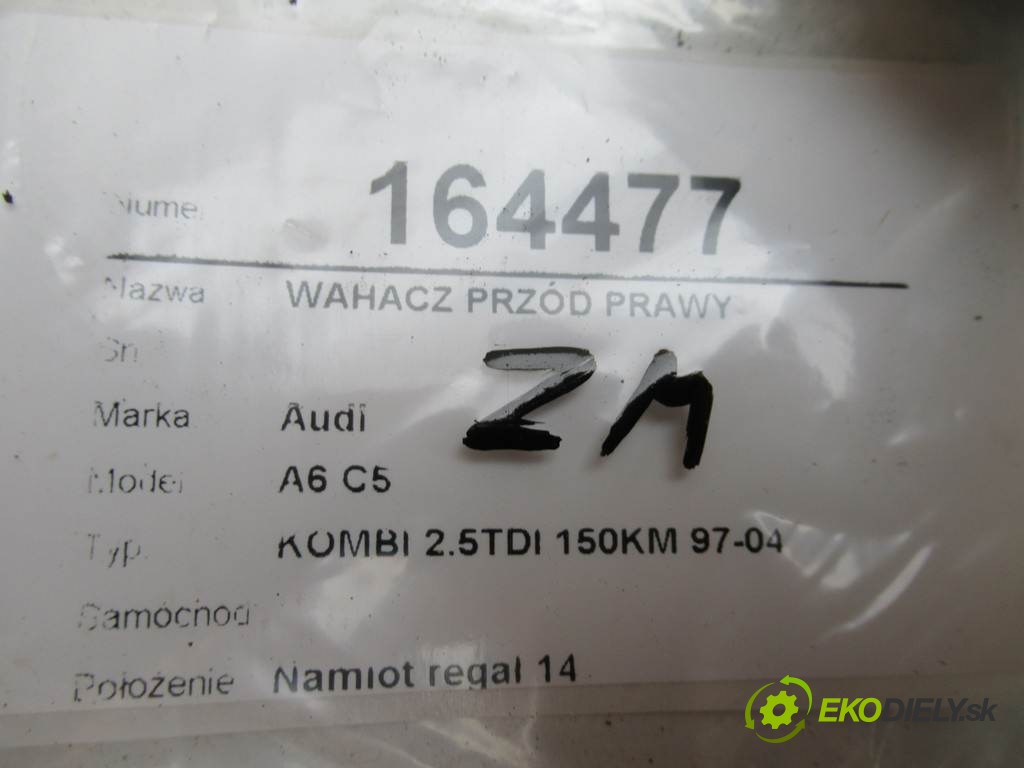 Numer 164477
Nazwa WAHACZ PRZÓD PRAWY
Marka Audi
ZM
Model A6 C5
Typ KOMBI 2.5TDI 150KM 97-04
Samochód
Położenie Namiot regał 14
EKODIELY.sk